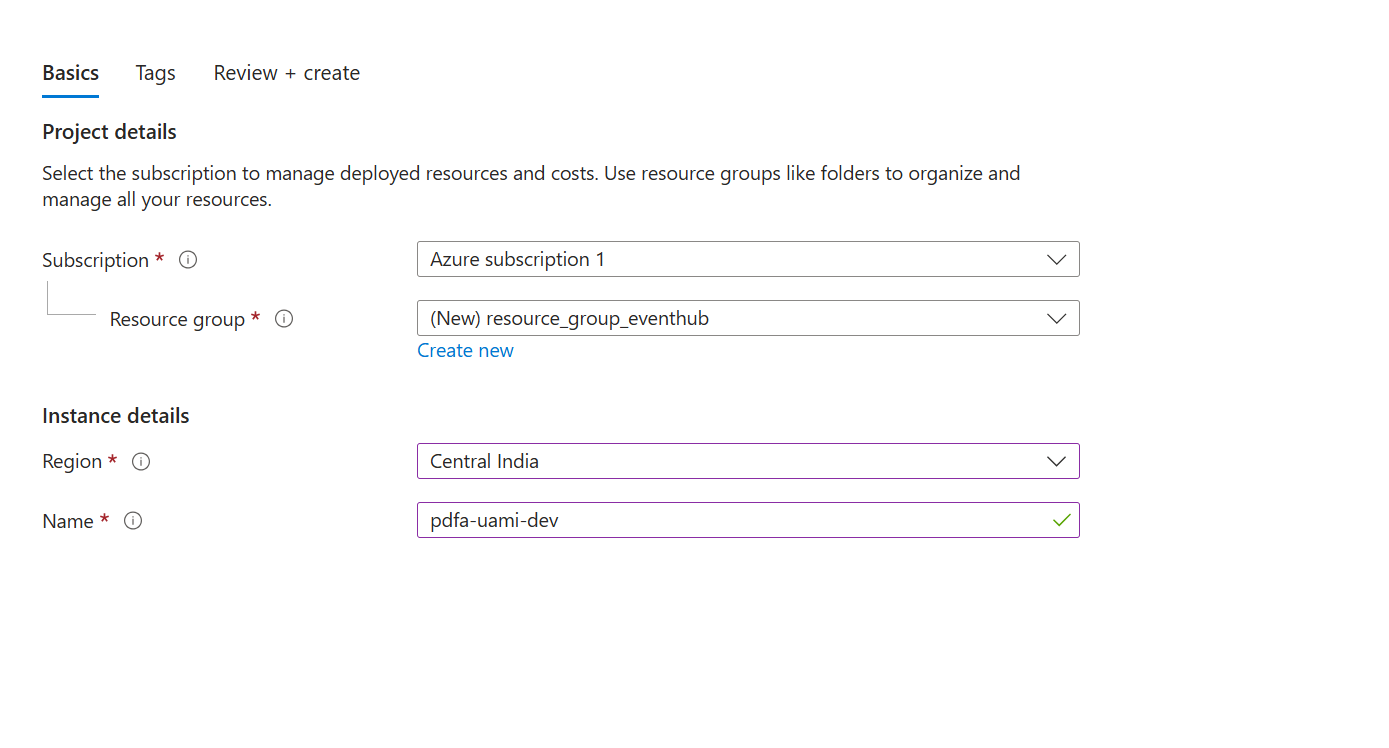 Basics Tags Review + create
Project details
Select the subscription to manage deployed resources and costs. Use resource groups like folders to organize and
manage all your resources.
Subscription * Azure subscription 1
Resource group * (New) resource_group_eventhub
Create new
Instance details
Region * Central India
Name * pdfa-uami-dev